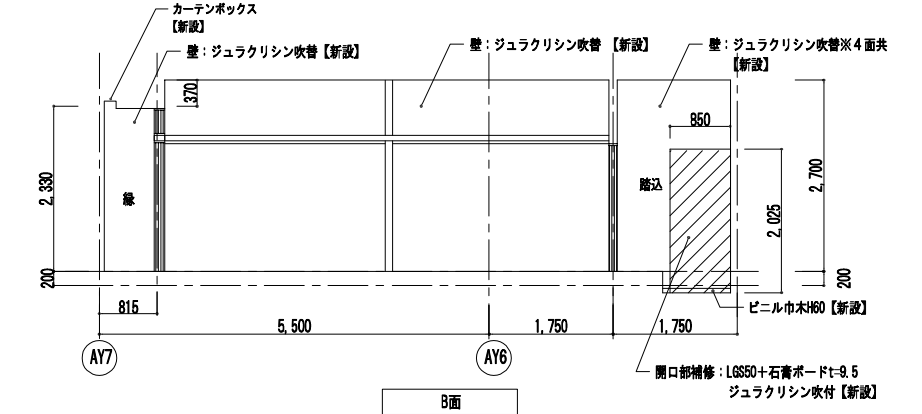 カーテンボックス
【新設】
壁：ジュラクリシン吹替【新設】
壁：ジュラクリシン吹替 【新設】
壁：ジュラクリシン吹替※４面共
【新設】
370
850
2,330
縁
踏込
2,025
2,700
200
200
815
ビニル巾木H60【新設】
5,500
1,750
1,750
AY7
AY6
開口部補修：LGS50＋石膏ボードt=9.5
ジュラクリシン吹付【新設】
B面